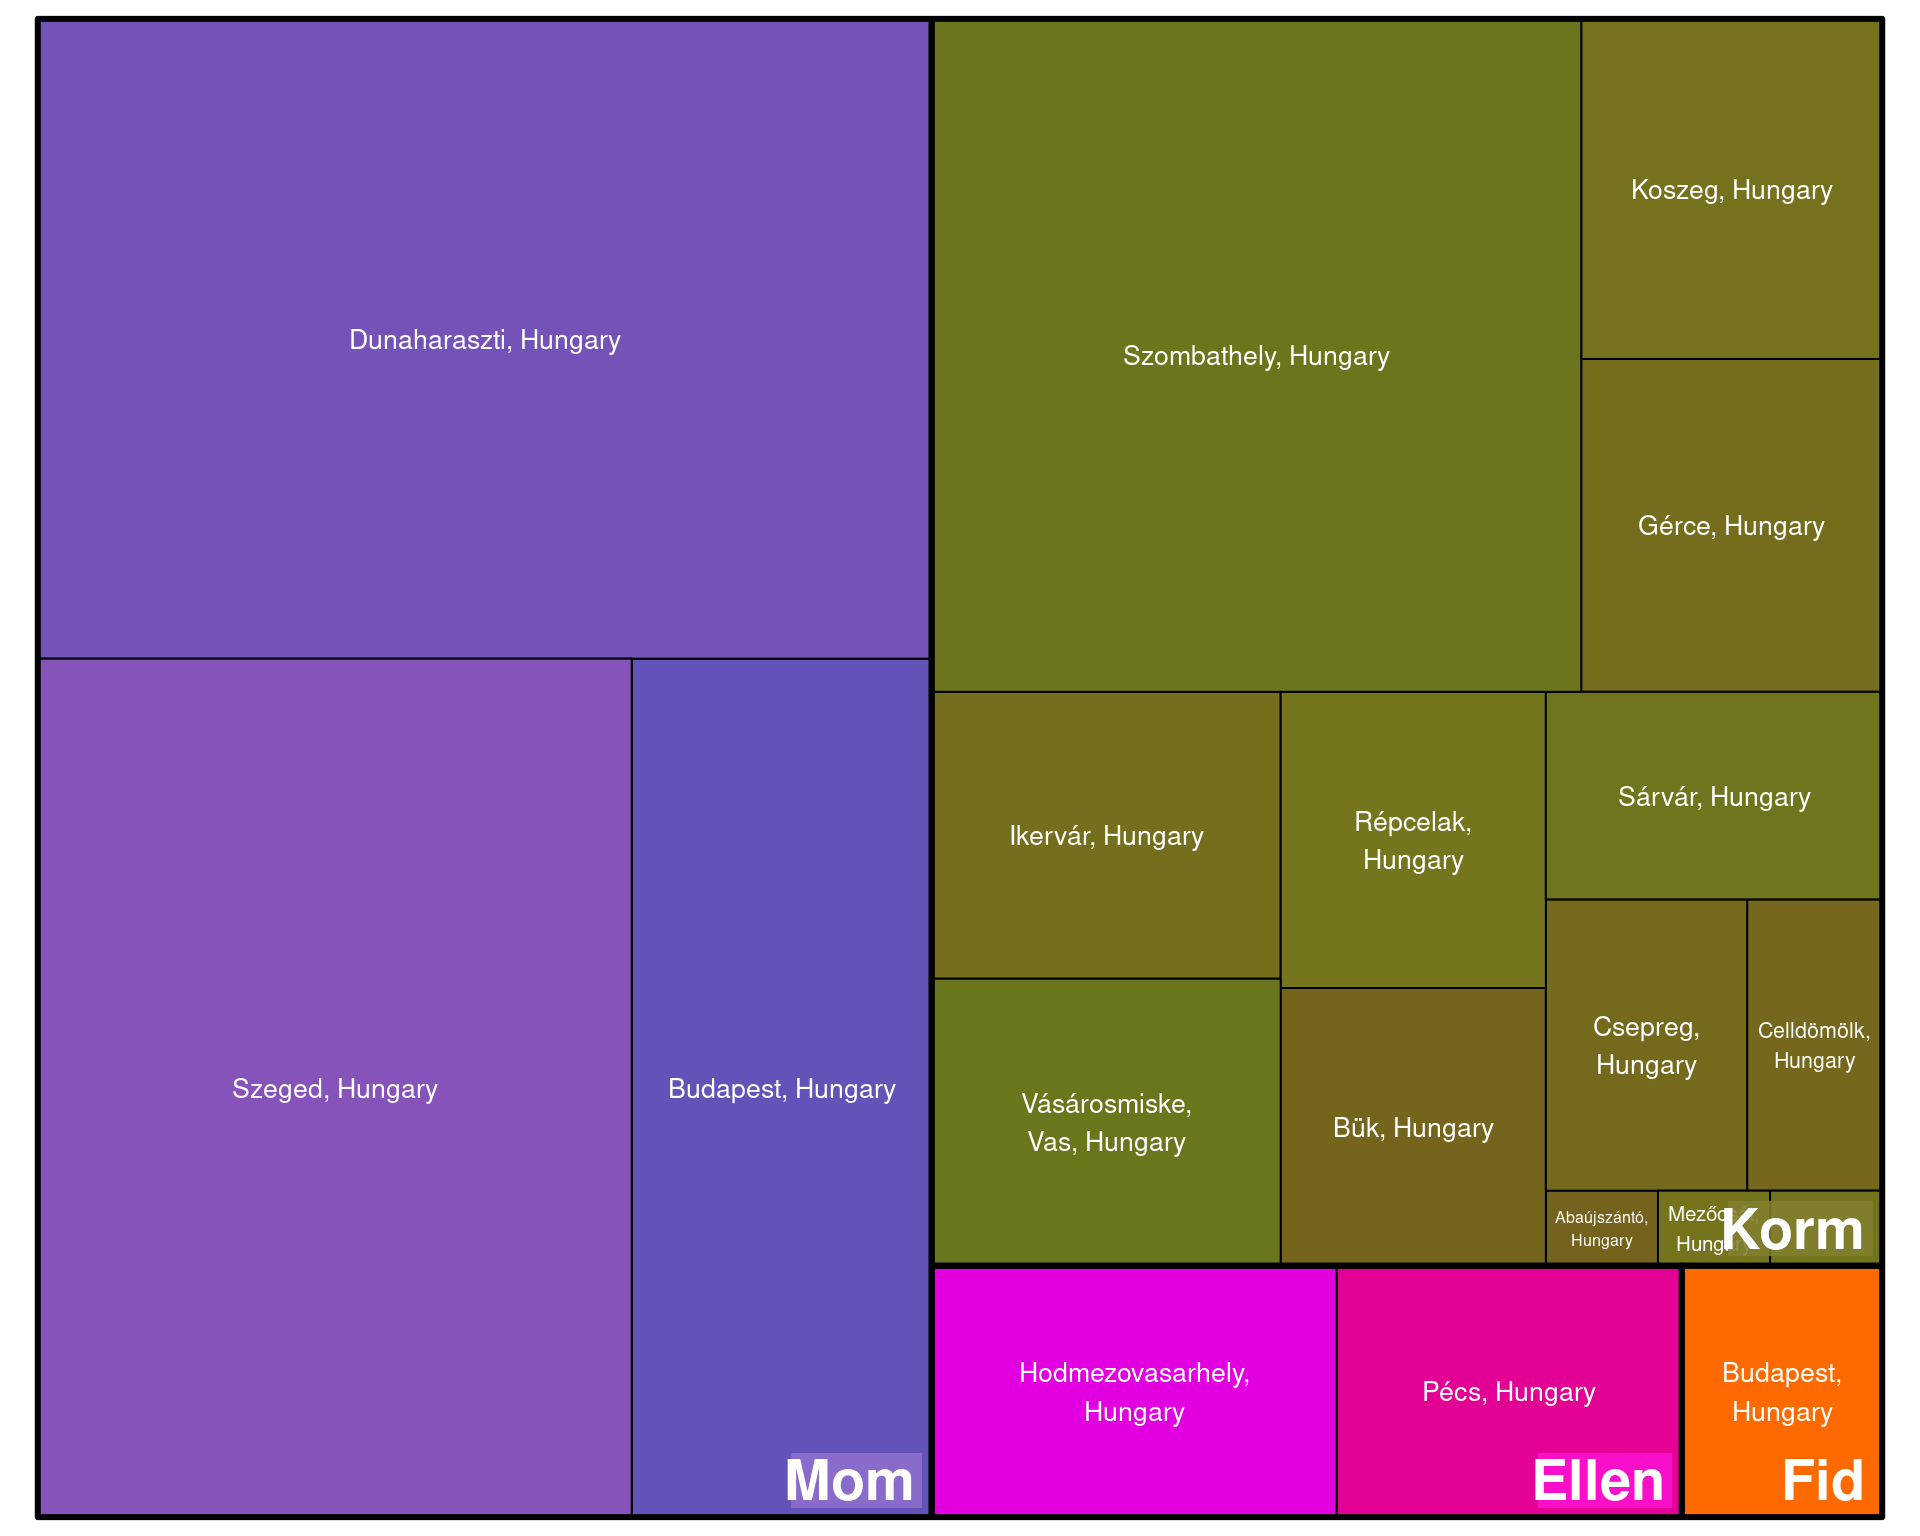 Dunaharaszti, Hungary
Szeged, Hungary
Budapest, Hungary
Mom
Szombathely, Hungary
Koszeg, Hungary
Gérce, Hungary
Ikervár, Hungary
Répcelak,
Hungary
Sárvár, Hungary
Vásárosmiske,
Vas, Hungary
Bük, Hungary
Csepreg,
Hungary
Celldömölk,
Hungary
Abaújszántó,
Hungary
Hungary
Korm
Hodmezovasarhely,
Hungary
Pécs, Hungary
Ellen
Budapest,
Hungary
Fid